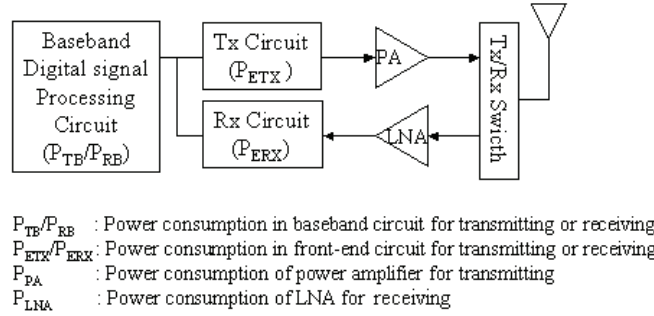 Baseband
Digital signal
Processing
Circuit
(P_TB/P_RB)
Tx Circuit
(P_ETX)
PA
Rx Circuit
(P_ERX)
LNA
Tx/Rx Swicth
P_TB/P_RB : Power consumption in baseband circuit for transmitting or receiving
P_ETX/P_ERX : Power consumption in front-end circuit for transmitting or receiving
P_PA : Power consumption of power amplifier for transmitting
P_LNA : Power consumption of LNA for receiving